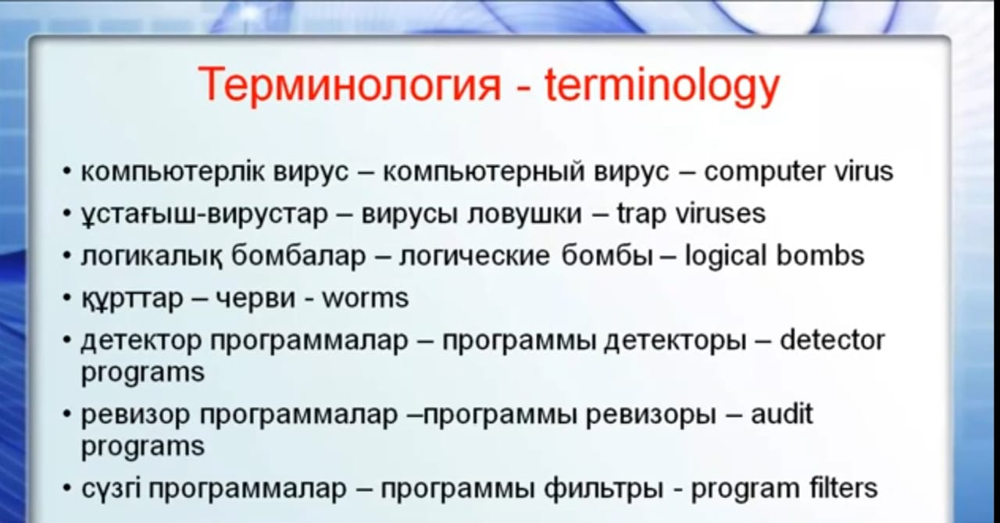 Терминология - terminology
• компьютерлік вирус – компьютерный вирус – computer virus
• ұстағыш-вирустар – вирусы ловушки – trap viruses
• логикалық бомбалар – логические бомбы – logical bombs
• құрттар – черви - worms
• детектор программалар – программы детекторы – detector
programs
• ревизор программалар –программы ревизоры – audit
programs
• сүзгі программалар – программы фильтры - program filters